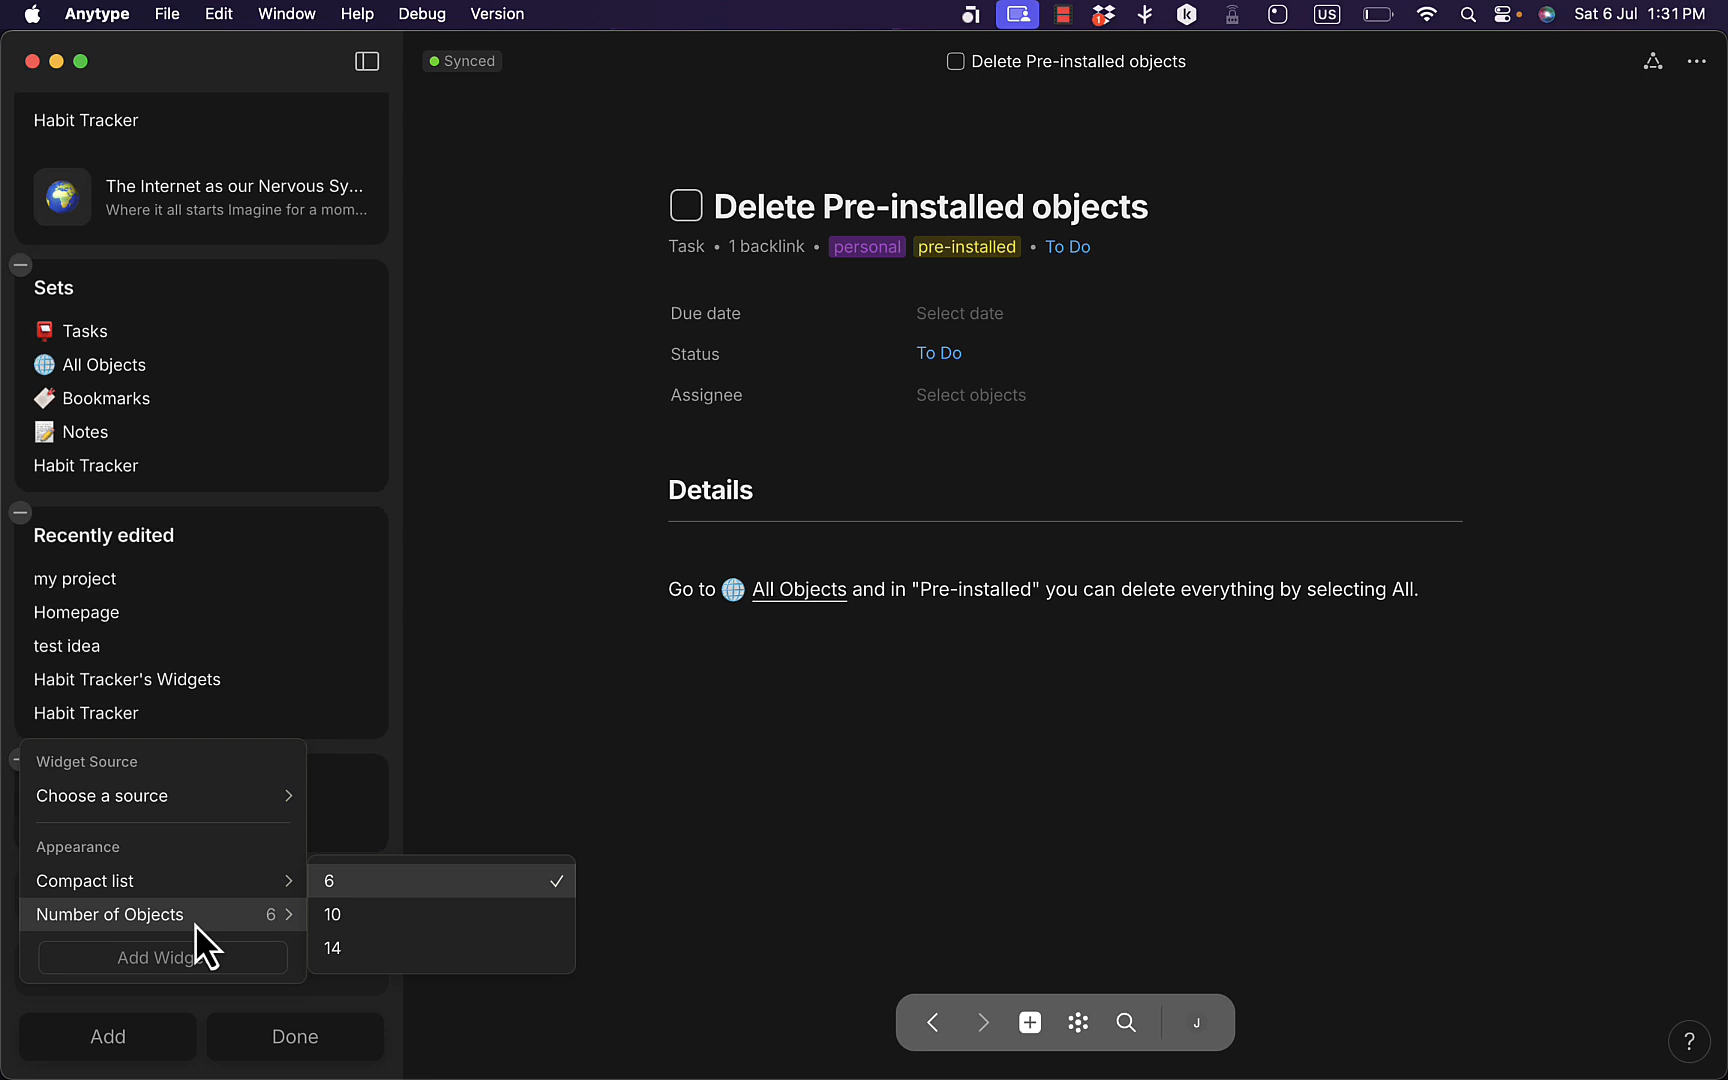 Anytype File Edit Window Help Debug Version
1 k US Sat 6 Jul 1:31 PM
Synced
Delete Pre-installed objects
Habit Tracker
The Internet as our Nervous Sy...
Where it all starts Imagine for a mom...
Sets
Tasks
All Objects
Bookmarks
Notes
Habit Tracker
Recently edited
my project
Homepage
test idea
Habit Tracker's Widgets
Habit Tracker
Widget Source
Choose a source
Appearance
Compact list
Number of Objects 6
Add
6
10
14
Add Done
Delete Pre-installed objects
Task • 1 backlink • personal pre-installed • To Do
Due date Select date
Status To Do
Assignee Select objects
Details
Go to All Objects and in "Pre-installed" you can delete everything by selecting All.
J
?